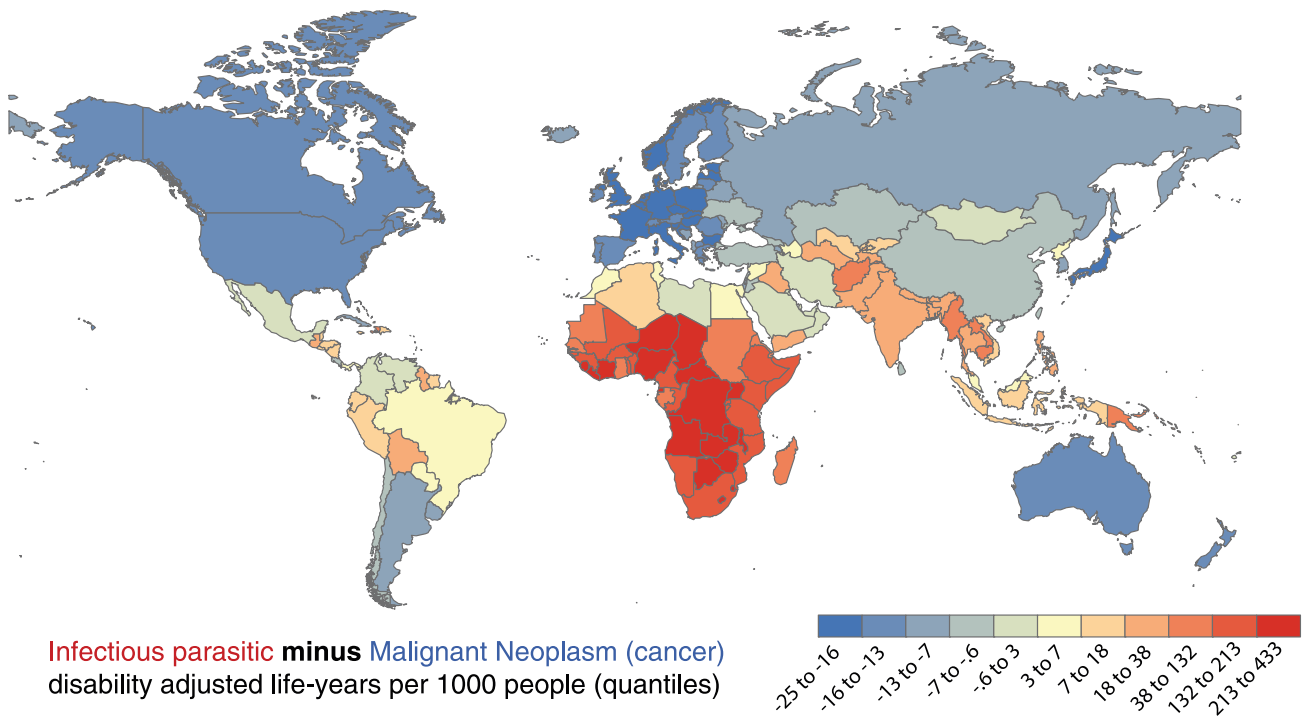 Infectious parasitic minus Malignant Neoplasm (cancer)
disability adjusted life-years per 1000 people (quantiles)
-25 to -16
-16 to -13
-13 to -7
-7 to -.6
-.6 to 3
3 to 7
7 to 18
18 to 38
38 to 132
132 to 213
213 to 433